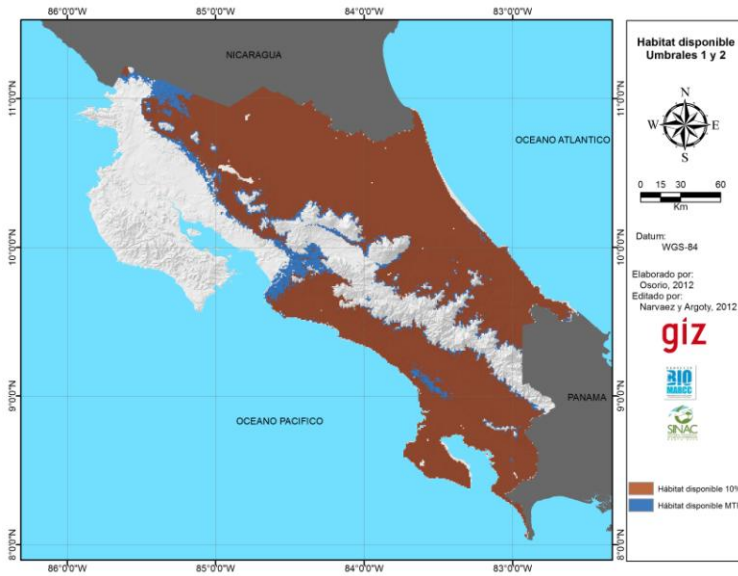 86°0'0"W 85°0'0"W 84°0'0"W 83°0'0"W
NICARAGUA
OCEANO ATLANTICO
OCEANO PACIFICO
PANAMA
11°0'0"N
10°0'0"N
9°0'0"N
8°0'0"N
11°0'0"N
10°0'0"N
9°0'0"N
8°0'0"N
86°0'0"W 85°0'0"W 84°0'0"W 83°0'0"W
Habitat disponible
Umbrales 1 y 2
N
W E
S
0 15 30 60
Km
Datum:
WGS-84
Elaborado por:
Osorio, 2012
Editado por:
Narvaez y Argoty, 2012
giz
BIO
MARCC
SINAC
Hábitat disponible 10%
Hábitat disponible MT